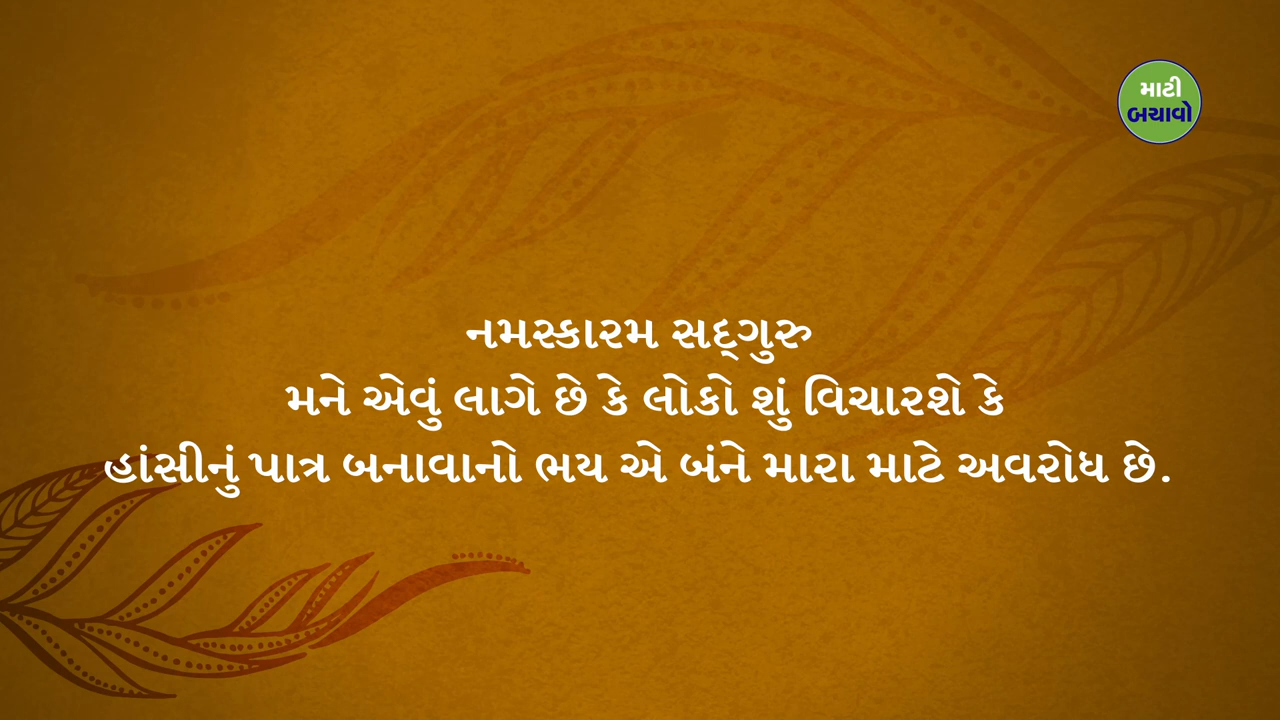 માટી
બચાવો
નમસ્કારમ સદ્‌ગુરુ
મને એવું લાગે છે કે લોકો શું વિચારશે કે
હાંસીનું પાત્ર બનાવાનો ભય એ બંને મારા માટે અવરોધ છે.